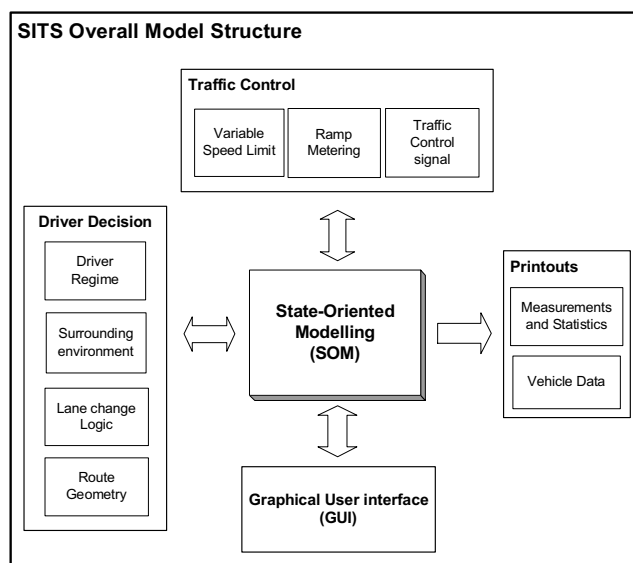 SITS Overall Model Structure
Traffic Control
Variable
Speed Limit
Ramp
Metering
Traffic
Control
signal
Driver Decision
Driver
Regime
Surrounding
environment
Lane change
Logic
Route
Geometry
State-Oriented
Modelling
(SOM)
Printouts
Measurements
and Statistics
Vehicle Data
Graphical User interface
(GUI)